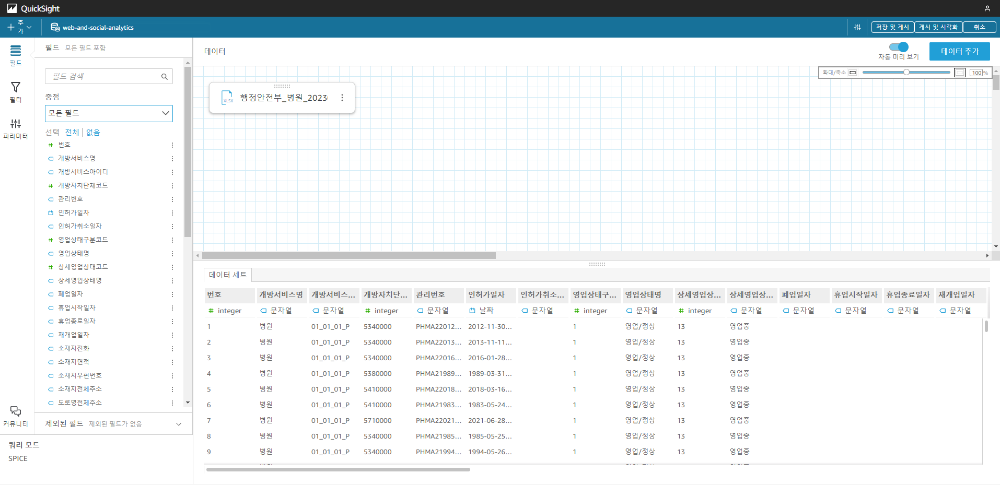 QuickSight
추가
web-and-social-analytics
저장 및 게시
게시 및 시각화
취소
필드
필터
파라미터
커뮤니티
필드 모든 필드 포함
필드 검색
중점
모든 필드
선택 전체 | 없음
번호
개방서비스명
개방서비스아이디
개방자치단체코드
관리번호
인허가일자
인허가취소일자
영업상태구분코드
영업상태명
상세영업상태코드
상세영업상태명
폐업일자
휴업시작일자
휴업종료일자
재개업일자
소재지전화
소재지면적
소재지우편번호
소재지전체주소
도로명전체주소
제외된 필드 제외된 필드가 없음
쿼리 모드
SPICE
데이터
자동 미리 보기
데이터 추가
확대/축소 100 %
XLSX 행정안전부_병원_2023
데이터 세트
번호 개방서비스명 개방서비스... 개방자치단... 관리번호 인허가일자 인허가취소... 영업상태구... 영업상태명 상세영업상... 상세영업상... 폐업일자 휴업시작일자 휴업종료일자 재개업일자
# integer 문자열 문자열 # integer 문자열 날짜 문자열 # integer 문자열 # integer 문자열 문자열 문자열 문자열 문자열
1 병원 01_01_01_P 5340000 PHMA22012... 2012-11-30... 1 영업/정상 13 영업중
2 병원 01_01_01_P 5340000 PHMA22013... 2013-11-11... 1 영업/정상 13 영업중
3 병원 01_01_01_P 5340000 PHMA22016... 2016-01-28... 1 영업/정상 13 영업중
4 병원 01_01_01_P 5380000 PHMA21989... 1989-03-31... 1 영업/정상 13 영업중
5 병원 01_01_01_P 5410000 PHMA22018... 2018-03-16... 1 영업/정상 13 영업중
6 병원 01_01_01_P 5410000 PHMA21983... 1983-05-24... 1 영업/정상 13 영업중
7 병원 01_01_01_P 5710000 PHMA22021... 2021-06-28... 1 영업/정상 13 영업중
8 병원 01_01_01_P 5340000 PHMA21985... 1985-05-25... 1 영업/정상 13 영업중
9 병원 01_01_01_P 5340000 PHMA21994... 1994-05-26... 1 영업/정상 13 영업중